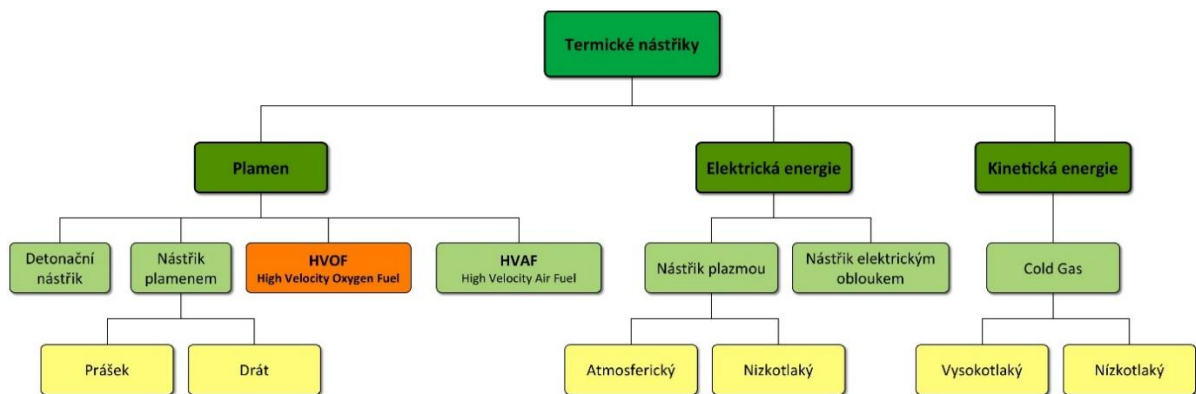 Termické nástřiky
Plamen
Elektrická energie
Kinetická energie
Detonační
nástřik
Nástřik
plamenem
HVOF
High Velocity Oxygen Fuel
HVAF
High Velocity Air Fuel
Nástřik plazmou
Nástřik elektrickým
obloukem
Cold Gas
Prášek
Drát
Atmosferický
Nizkotlaký
Vysokotlaký
Nízkotlaký